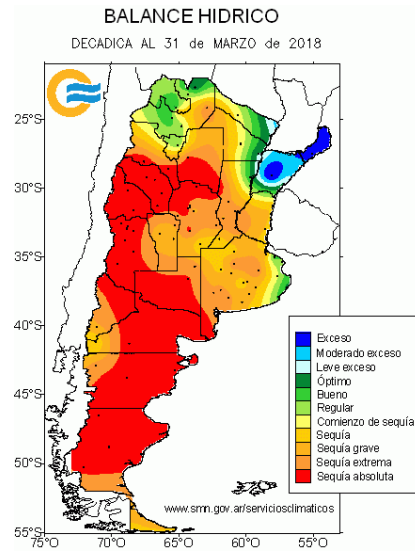 BALANCE HIDRICO
DECADICA AL 31 de MARZO de 2018
25°S
30°S
35°S
40°S
45°S
50°S
55°S
75°O
70°O
65°O
60°O
55°O
Exceso
Moderado exceso
Leve exceso
Óptimo
Bueno
Regular
Comienzo de sequía
Sequía
Sequía grave
Sequía extrema
Sequía absoluta
www.smn.gov.ar/serviciosclimaticos